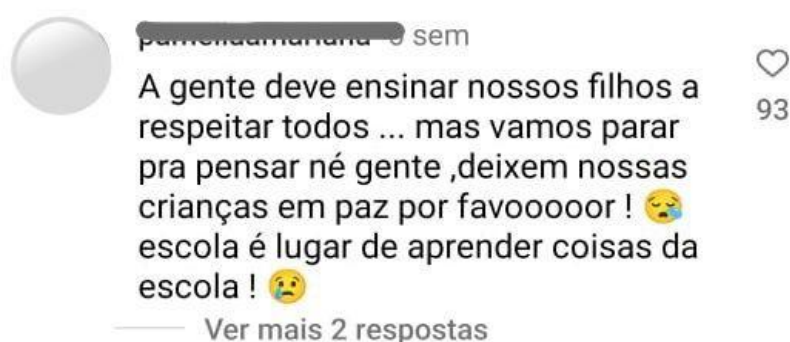 sem
A gente deve ensinar nossos filhos a
respeitar todos ... mas vamos parar
pra pensar né gente ,deixem nossas
crianças em paz por favooooor ! 😪
escola é lugar de aprender coisas da
escola ! 😢
93
Ver mais 2 respostas